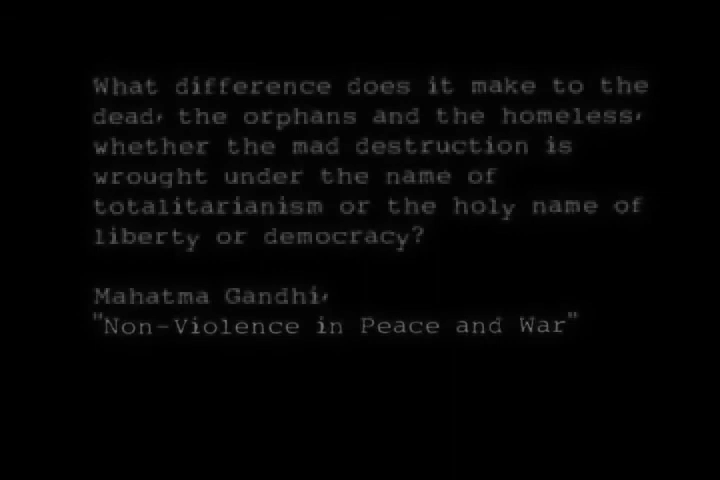 What difference does it make to the
dead, the orphans and the homeless,
whether the mad destruction is
wrought under the name of
totalitarianism or the holy name of
liberty or democracy?
Mahatma Gandhi,
"Non-Violence in Peace and War"